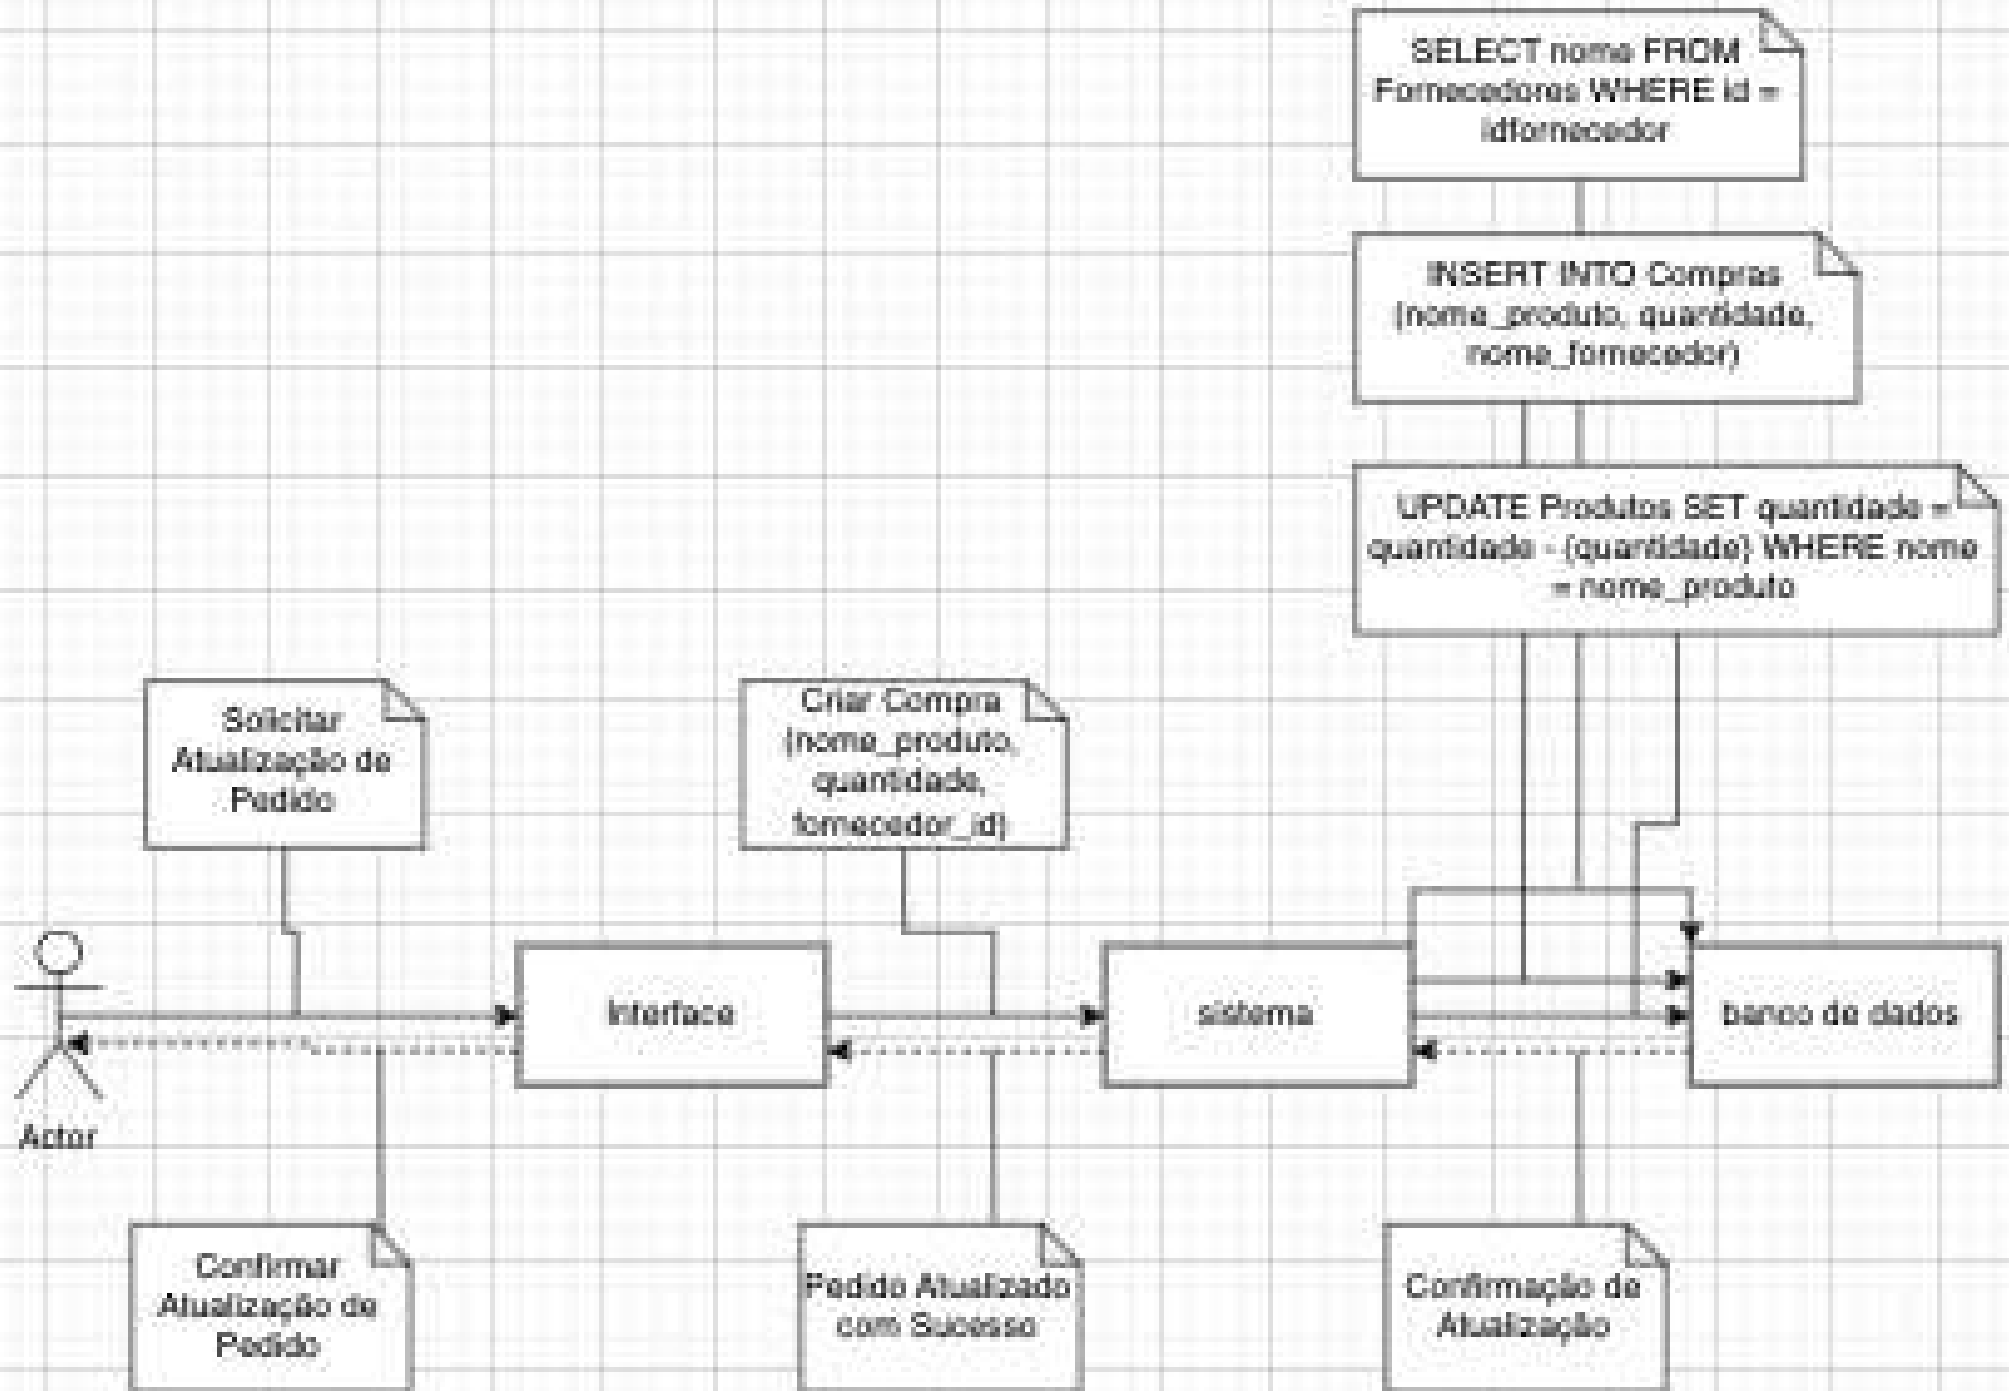 SELECT nome FROM
Fornecedores WHERE id =
idfornecedor
INSERT INTO Compras
(nome_produto, quantidade,
nome_fornecedor)
UPDATE Produtos SET quantidade =
quantidade - {quantidade} WHERE nome
= nome_produto
Solicitar
Atualização de
Pedido
Criar Compra
(nome_produto,
quantidade,
fornecedor_id)
Interface
sistema
banco de dados
Actor
Confirmar
Atualização de
Pedido
Pedido Atualizado
com Sucesso
Confirmação de
Atualização